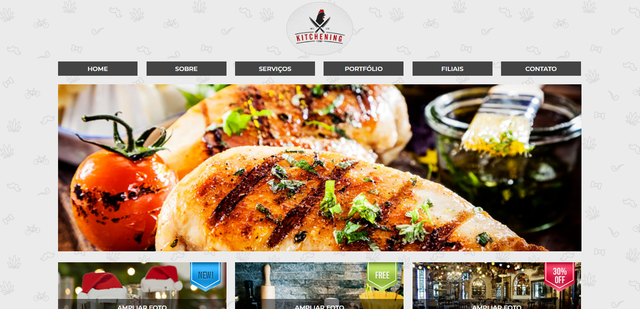 KITCHENING
HOME
SOBRE
SERVIÇOS
PORTFÓLIO
FILIAIS
CONTATO
NEW!
FREE
30%
OFF
AMPLIAR FOTO
AMPLIAR FOTO
AMPLIAR FOTO